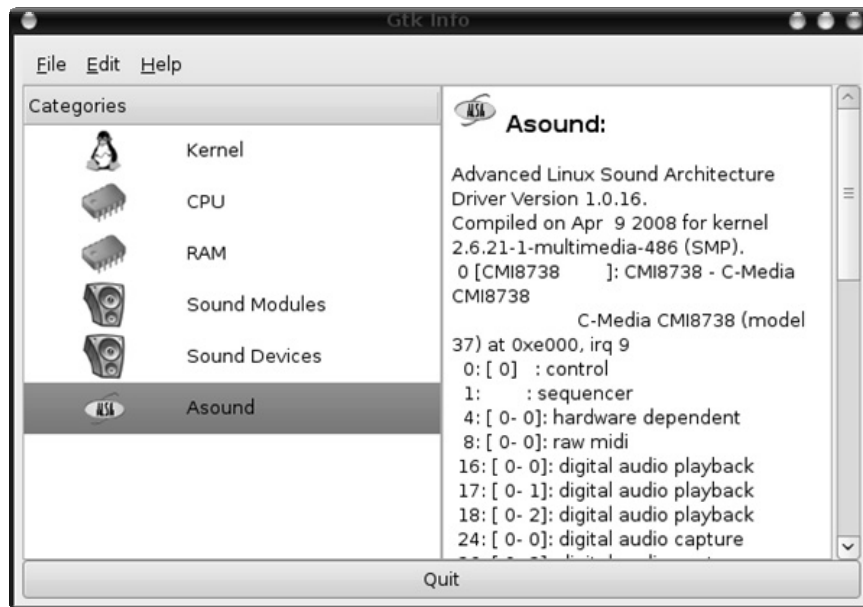 Gtk Info
File Edit Help
Categories
Kernel
CPU
RAM
Sound Modules
Sound Devices
Asound
ALSA
ALSA
Asound:
Advanced Linux Sound Architecture
Driver Version 1.0.16.
Compiled on Apr 9 2008 for kernel
2.6.21-1-multimedia-486 (SMP).
0 [CMI8738 ]: CMI8738 - C-Media
CMI8738
C-Media CMI8738 (model
37) at 0xe000, irq 9
0: [ 0] : control
1: : sequencer
4: [ 0- 0]: hardware dependent
8: [ 0- 0]: raw midi
16: [ 0- 0]: digital audio playback
17: [ 0- 1]: digital audio playback
18: [ 0- 2]: digital audio playback
24: [ 0- 0]: digital audio capture
Quit